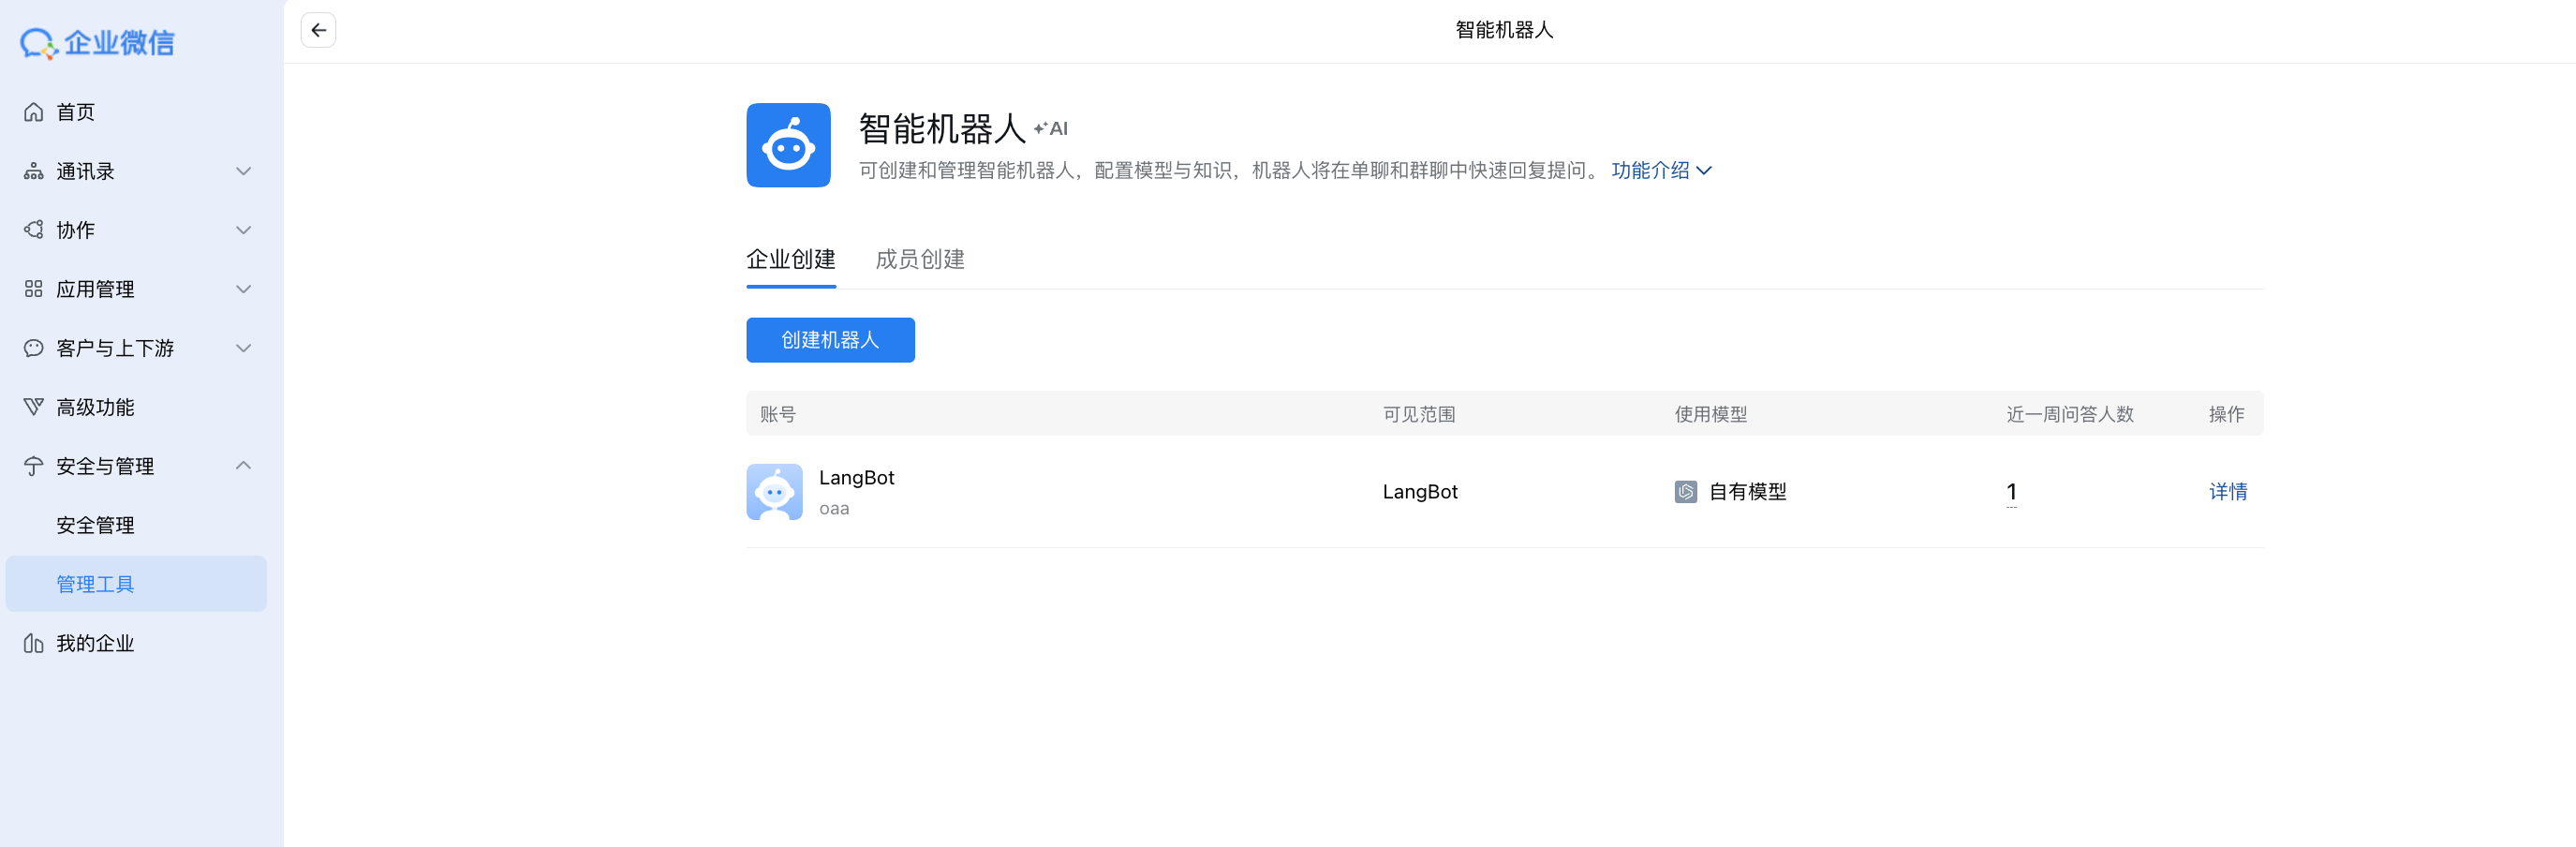 企业微信
首页
通讯录
协作
应用管理
客户与上下游
高级功能
安全与管理
安全管理
管理工具
我的企业
智能机器人
智能机器人 AI
可创建和管理智能机器人，配置模型与知识，机器人将在单聊和群聊中快速回复提问。 功能介绍
企业创建 成员创建
创建机器人
账号 可见范围 使用模型 近一周问答人数 操作
LangBot
oaa
LangBot 自有模型 1 详情